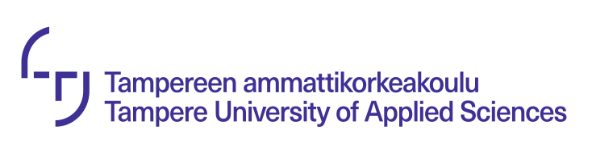 Tampereen ammattikorkeakoulu
Tampere University of Applied Sciences